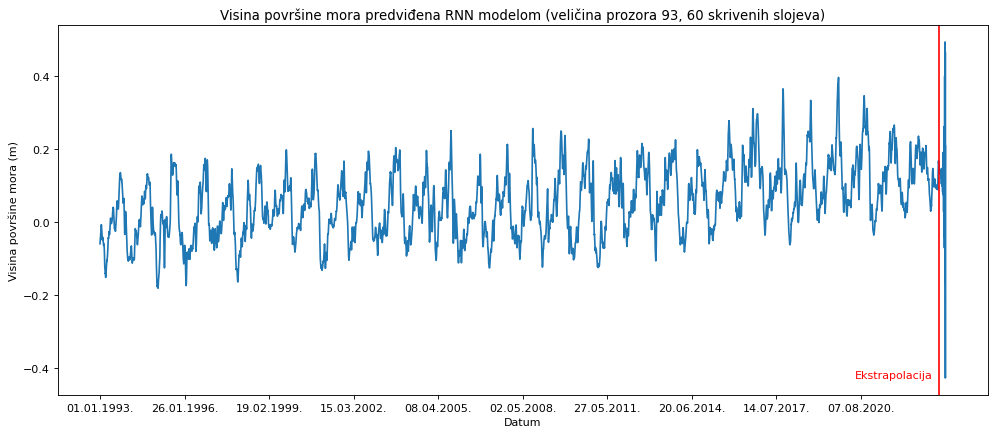 Visina površine mora predviđena RNN modelom (veličina prozora 93, 60 skrivenih slojeva)
Visina površine mora (m)
0.4
0.2
0.0
−0.2
−0.4
Ekstrapolacija
01.01.1993. 26.01.1996. 19.02.1999. 15.03.2002. 08.04.2005. 02.05.2008. 27.05.2011. 20.06.2014. 14.07.2017. 07.08.2020.
Datum